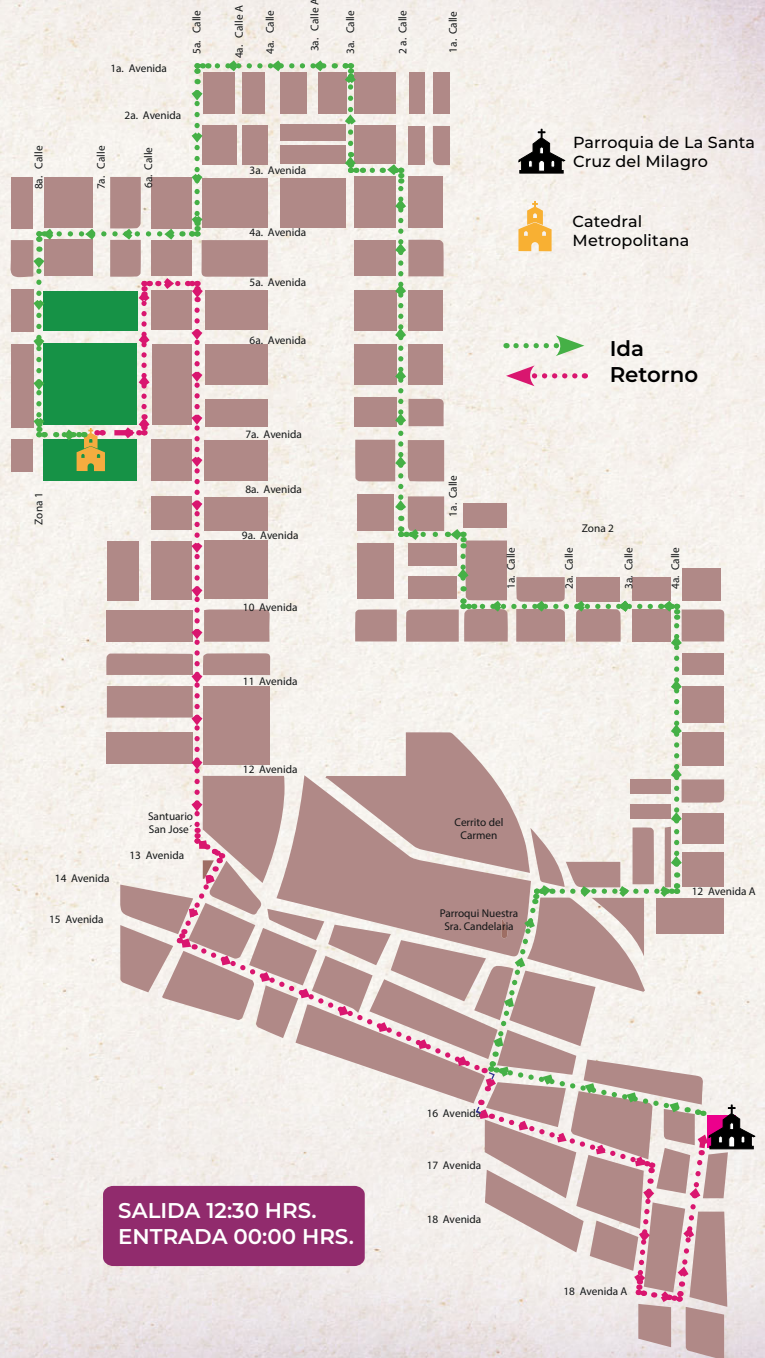 5a. Calle
4a. Calle A
4a. Calle
3a. Calle A
3a. Calle
2 a. Calle
1a. Calle
1a. Avenida
2a. Avenida
Parroquia de La Santa
Cruz del Milagro
8a. Calle
7a. Calle
6a. Calle
3a. Avenida
Catedral
Metropolitana
4a. Avenida
5a. Avenida
6a. Avenida
Ida
Retorno
7a. Avenida
8a. Avenida
Zona 1
1a. Calle
9a. Avenida
Zona 2
1a. Calle
2a. Calle
3a. Calle
4a. Calle
10 Avenida
11 Avenida
12 Avenida
Santuario
San Jose´
Cerrito del
Carmen
13 Avenida
14 Avenida
12 Avenida A
15 Avenida
Parroqui Nuestra
Sra. Candelaria
16 Avenida
17 Avenida
18 Avenida
18 Avenida A
SALIDA 12:30 HRS.
ENTRADA 00:00 HRS.